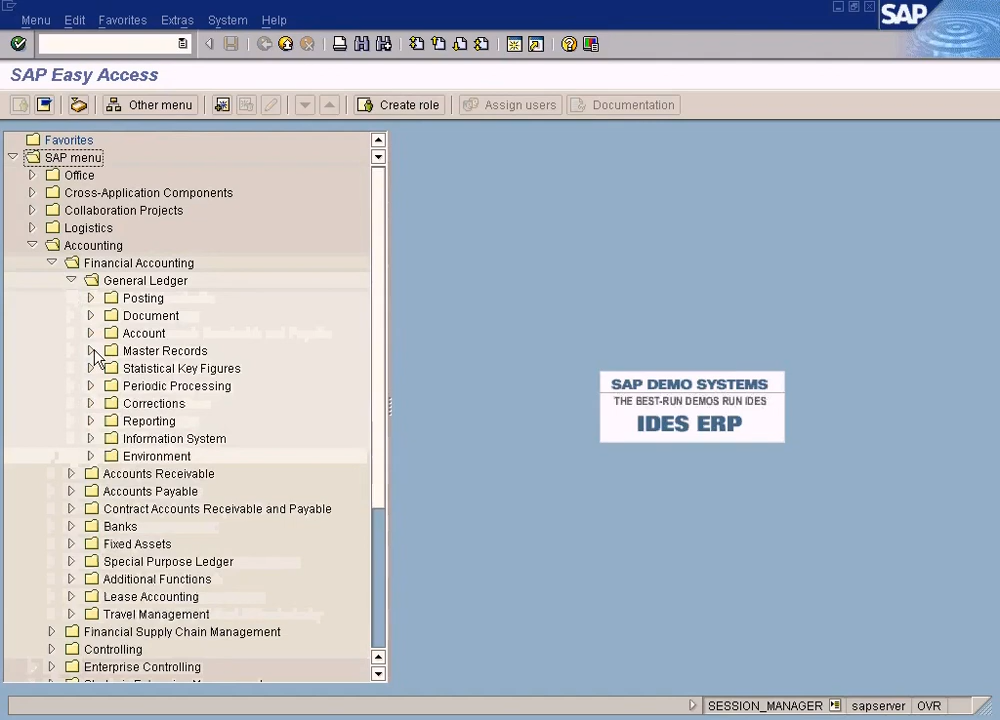 Menu Edit Favorites Extras System Help
SAP
SAP Easy Access
Other menu Create role Assign users Documentation
Favorites
SAP menu
Office
Cross-Application Components
Collaboration Projects
Logistics
Accounting
Financial Accounting
General Ledger
Posting
Document
Account
Master Records
Statistical Key Figures
Periodic Processing
Corrections
Reporting
Information System
Environment
Accounts Receivable
Accounts Payable
Contract Accounts Receivable and Payable
Banks
Fixed Assets
Special Purpose Ledger
Additional Functions
Lease Accounting
Travel Management
Financial Supply Chain Management
Controlling
Enterprise Controlling
SAP DEMO SYSTEMS
THE BEST-RUN DEMOS RUN IDES
IDES ERP
SESSION_MANAGER sapserver OVR